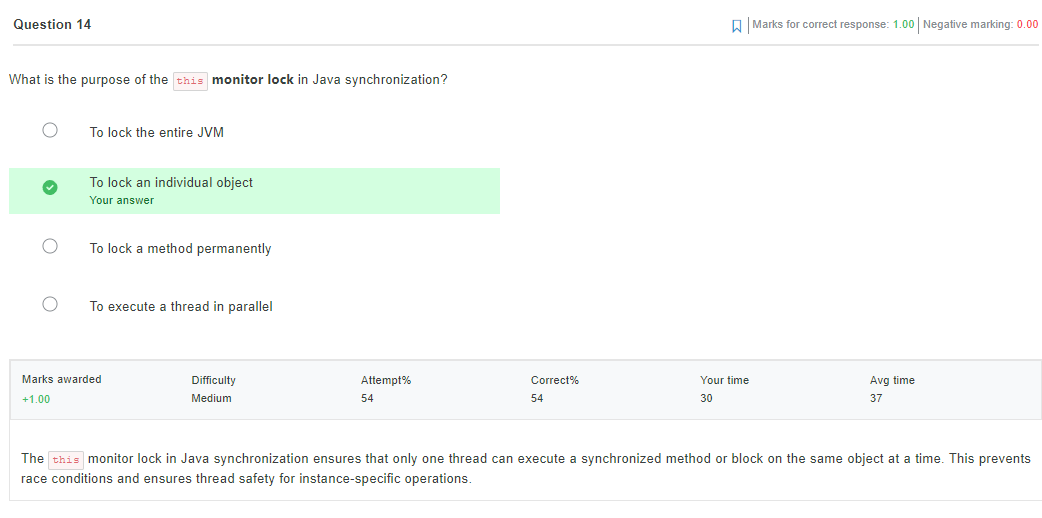 Question 14
Marks for correct response: 1.00 | Negative marking: 0.00
What is the purpose of the this monitor lock in Java synchronization?
To lock the entire JVM
To lock an individual object
Your answer
To lock a method permanently
To execute a thread in parallel
Marks awarded Difficulty Attempt% Correct% Your time Avg time
+1.00 Medium 54 54 30 37
The this monitor lock in Java synchronization ensures that only one thread can execute a synchronized method or block on the same object at a time. This prevents
race conditions and ensures thread safety for instance-specific operations.